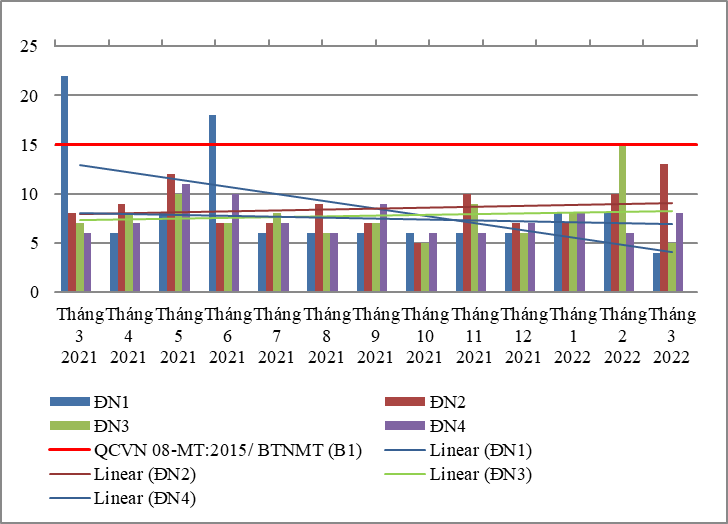 25
20
15
10
5
0
Tháng Tháng Tháng Tháng Tháng Tháng Tháng Tháng Tháng Tháng Tháng Tháng Tháng
3 4 5 6 7 8 9 10 11 12 1 2 3
2021 2021 2021 2021 2021 2021 2021 2021 2021 2021 2022 2022 2022
ĐN1 ĐN2
ĐN3 ĐN4
QCVN 08-MT:2015/ BTNMT (B1) Linear (ĐN1)
Linear (ĐN2) Linear (ĐN3)
Linear (ĐN4)